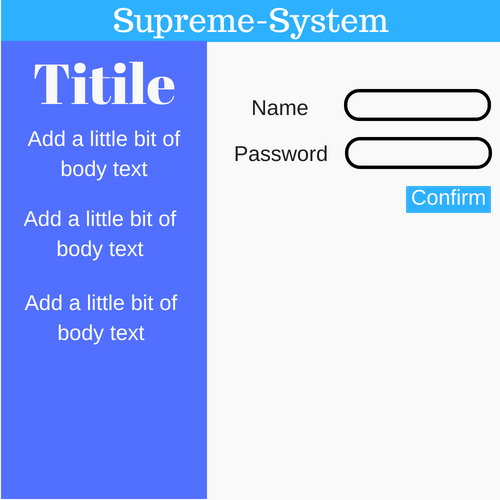 Supreme-System
Titile
Add a little bit of
body text
Add a little bit of
body text
Add a little bit of
body text
Name
Password
Confirm